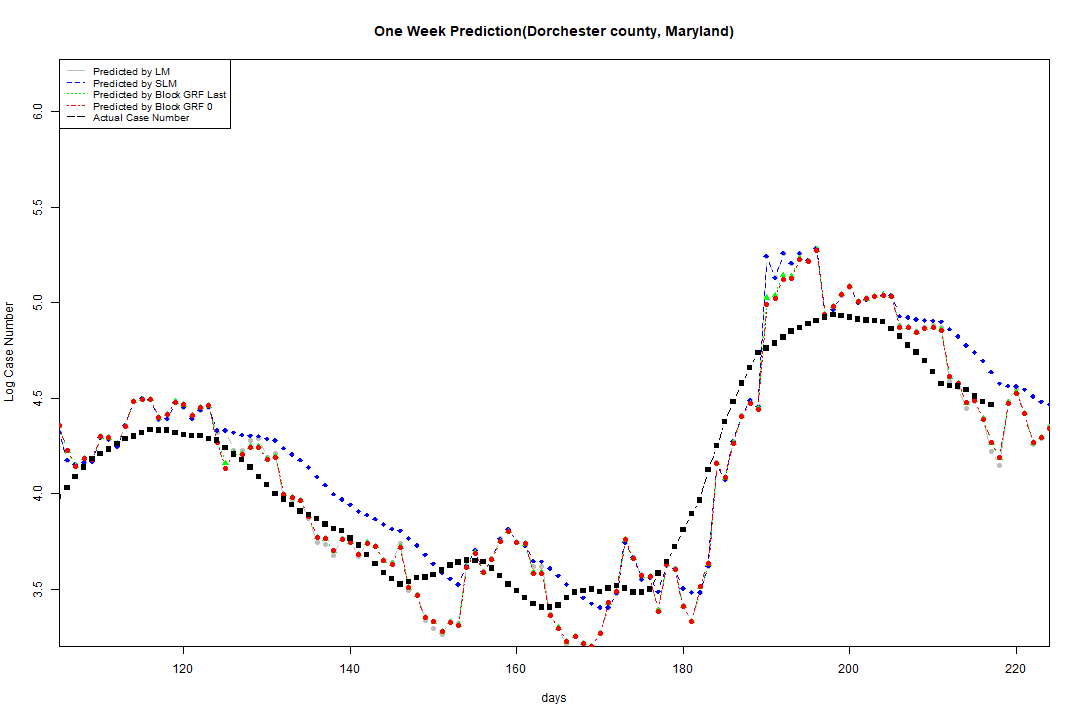 One Week Prediction(Dorchester county, Maryland)
Predicted by LM
Predicted by SLM
Predicted by Block GRF Last
Predicted by Block GRF 0
Actual Case Number
6.0
5.5
5.0
4.5
4.0
3.5
Log Case Number
120 140 160 180 200 220
days